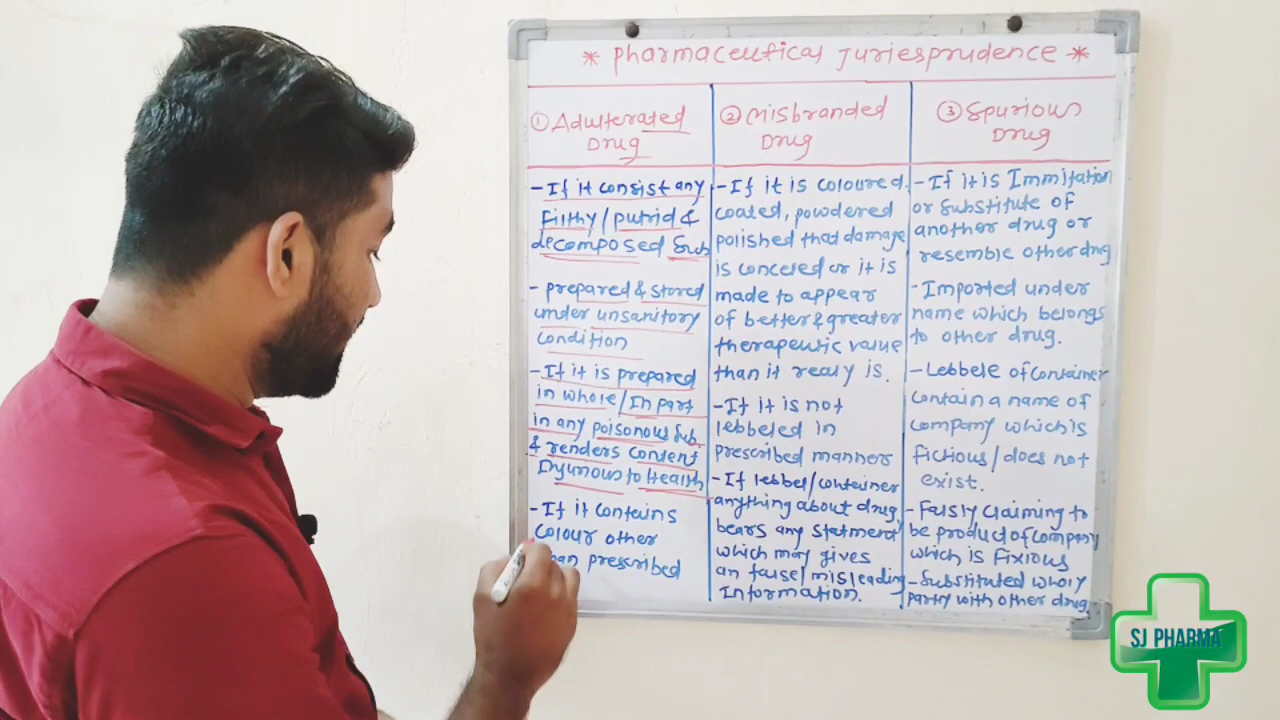 * Pharmaceutical Juriesprudence *
① Adulterated
Drug
- If it consist any
Filthy/putrid &
decomposed Sub
- prepared & stored
under unsanitory
condition
- If it is prepared
in whole/In part
in any poisonous Sub.
& renders content
Injurious to Health
- If it contains
colour other
prescribed
② Misbranded
Drug
- If it is coloured,
coated, powdered
polished that damage
is conceled or it is
made to appear
of better & greater
therapeutic value
than it realy is.
- If it is not
lebbeled in
prescribed manner
- If lebbel/container
anything about drug,
bears any statment
which may gives
an false/misleading
Information.
③ Spurious
Drug
- If it is Immitation
or substitute of
another drug or
resemble other drug
- Imported under
name which belongs
to other drug.
- Lebbele of container
contain a name of
company which is
fictious/does not
exist.
- Falsly claiming to
be product of company
which is Fixious
- Substituted wholy
partly with other drug
SJ PHARMA